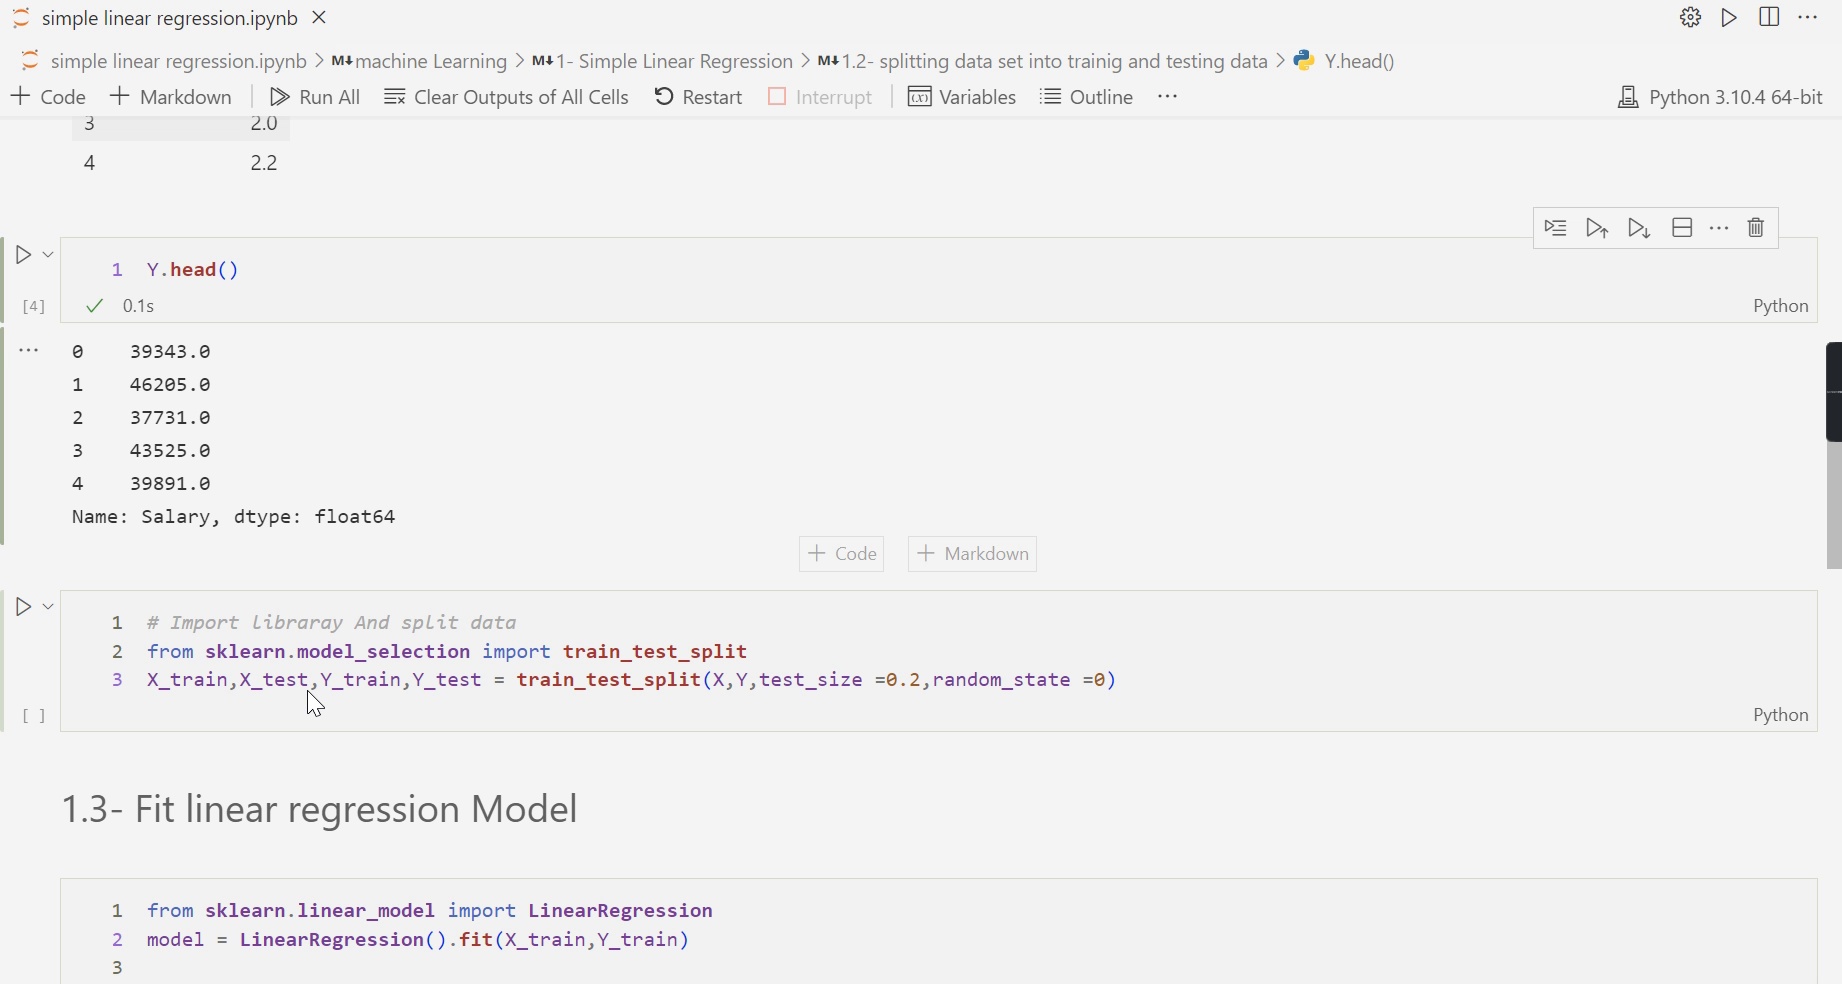 simple linear regression.ipynb
simple linear regression.ipynb > M↓ machine Learning > M↓ 1- Simple Linear Regression > M↓ 1.2- splitting data set into trainig and testing data > Y.head()
+ Code + Markdown Run All Clear Outputs of All Cells Restart Interrupt Variables Outline ··· Python 3.10.4 64-bit
3 2.0
4 2.2
1 Y.head()
[4] 0.1s Python
0 39343.0
1 46205.0
2 37731.0
3 43525.0
4 39891.0
Name: Salary, dtype: float64
+ Code + Markdown
1 # Import libraray And split data
2 from sklearn.model_selection import train_test_split
3 X_train,X_test,Y_train,Y_test = train_test_split(X,Y,test_size =0.2,random_state =0)
[ ] Python
1.3- Fit linear regression Model
1 from sklearn.linear_model import LinearRegression
2 model = LinearRegression().fit(X_train,Y_train)
3